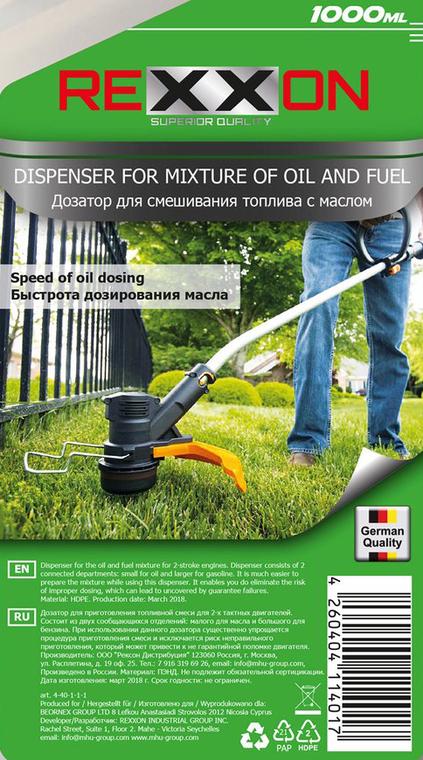 1000ML
REXXON
SUPERIOR QUALITY
DISPENSER FOR MIXTURE OF OIL AND FUEL
Дозатор для смешивания топлива с маслом
Speed of oil dosing
Быстрота дозирования масла
German
Quality
EN
Dispenser for the oil and fuel mixture for 2-stroke engines. Dispenser consists of 2
connected departments: small for oil and larger for gasoline. It is much easier to
prepare the mixture while using this dispenser. It enables you do eliminate the risk
of improper dosing, which can lead to uncovered by guarantee failures.
Material: HDPE. Production date: March 2018.
RU
Дозатор для приготовления топливной смеси для 2-х тактных двигателей.
Состоит из двух сообщающихся отделений: малого для масла и большого для
бензина. При использовании данного дозатора существенно упрощается
процедура приготовления смеси и исключается риск неправильного
приготовления, который может привести к не гарантийной поломке двигателя.
Производитель: ООО "Рексон Дистрибуция" 123060 Россия, г. Москва,
ул. Расплетина, д. 19 оф. 25. Тел.: 7 916 319 69 26, email: info@mhu-group.com,
Произведено в России. Материал: ПЭНД. Не подлежит обязательной сертификации.
Дата изготовления: март 2018 г. Срок годности: не ограничен.
art. 4-40-1-1-1
Produced for / Hergestellt für / Изготовлено для / Wyprodukowano dla:
BEORNEX GROUP LTD 8 Lefkou Anastasiadi Strovolos 2012 Nicosia Cyprus
Developer/Разработчик: REXXON INDUSTRIAL GROUP INC.
Rachel Street, Suite 1, Floor 2. Mahe - Victoria Seychelles
email: info@mhu-group.com / www.mhu-group.com
21
PAP
2
HDPE
4 260404 114017